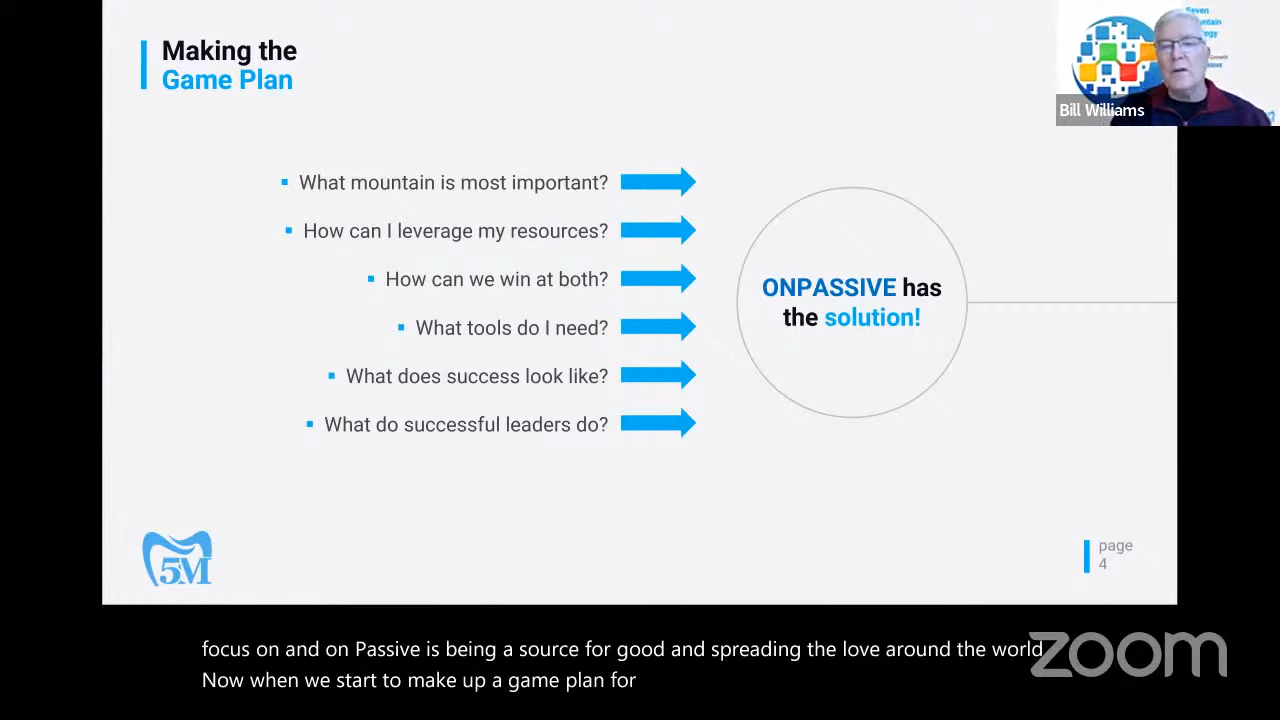 Making the
Game Plan
Seven
Bill Williams
What mountain is most important?
How can I leverage my resources?
How can we win at both?
What tools do I need?
What does success look like?
What do successful leaders do?
ONPASSIVE has
the solution!
5M
page
4
focus on and on Passive is being a source for good and spreading the love around the world
Now when we start to make up a game plan for
zoom